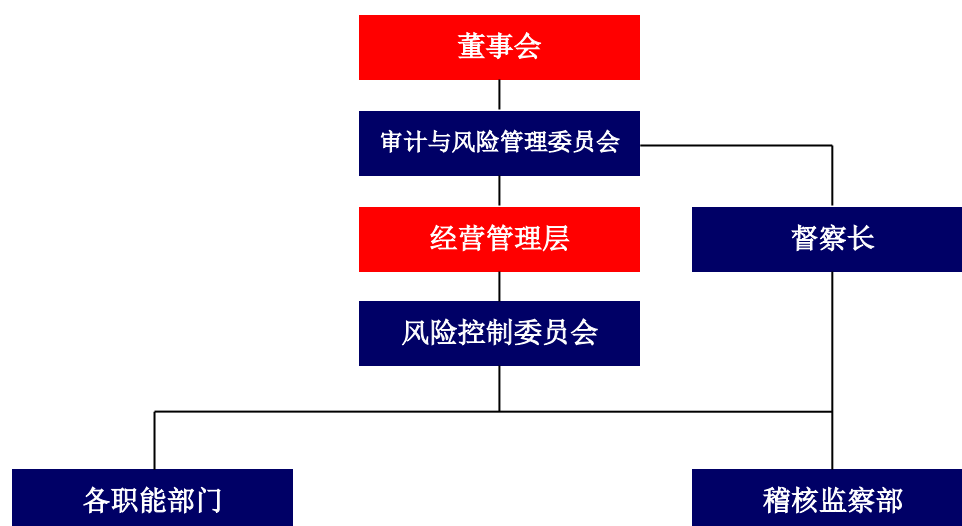 董事会
审计与风险管理委员会
经营管理层
督察长
风险控制委员会
各职能部门
稽核监察部